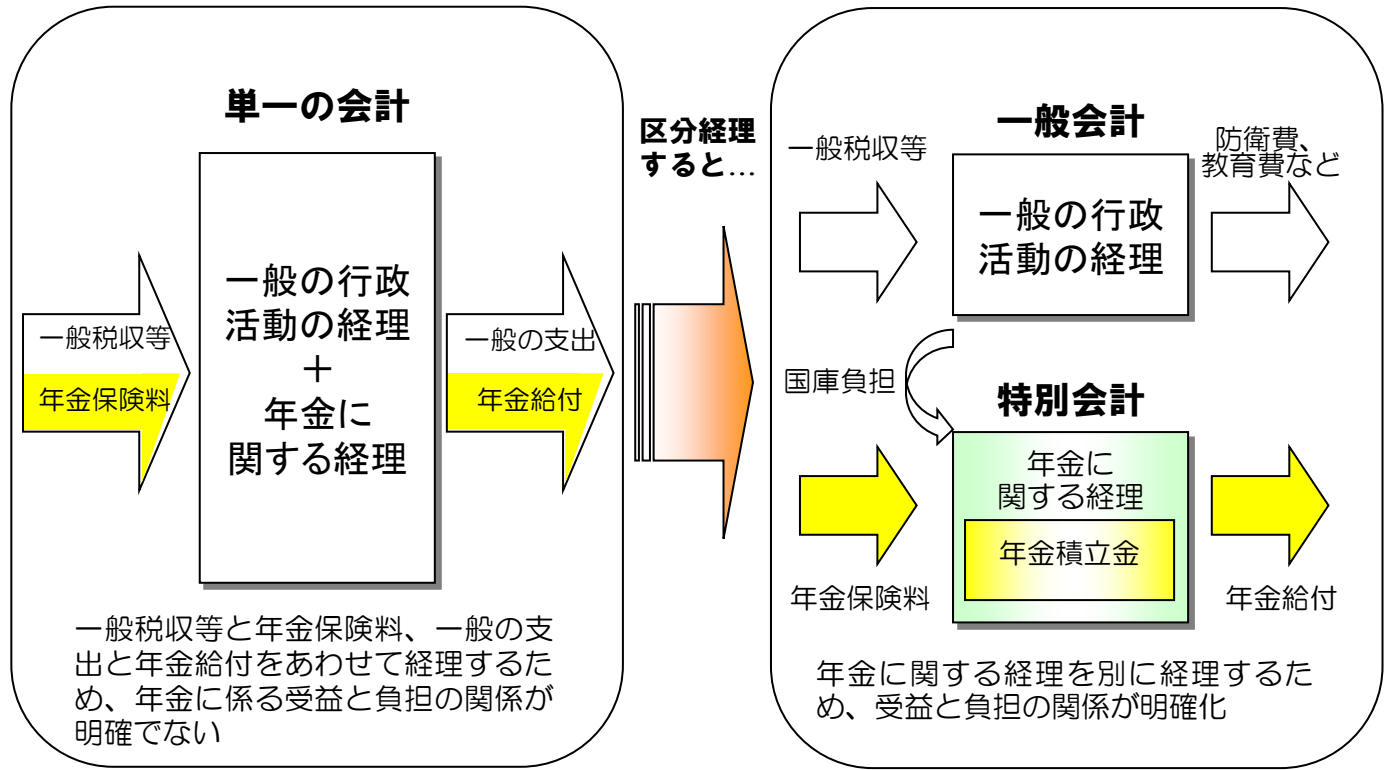 単一の会計
一般税収等
年金保険料
一般の行政
活動の経理
＋
年金に
関する経理
一般の支出
年金給付
一般税収等と年金保険料、一般の支
出と年金給付をあわせて経理するた
め、年金に係る受益と負担の関係が
明確でない
区分経理
すると…
一般会計
一般税収等
一般の行政
活動の経理
防衛費、
教育費など
国庫負担
特別会計
年金保険料
年金に
関する経理
年金積立金
年金給付
年金に関する経理を別に経理するた
め、受益と負担の関係が明確化